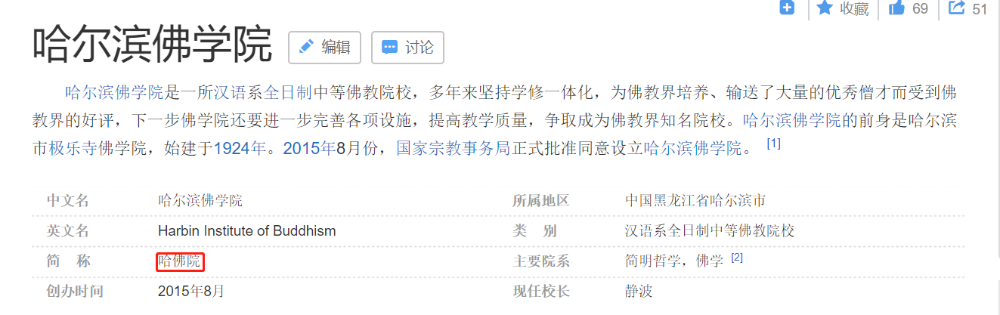 收藏 69 51
哈尔滨佛学院 编辑 讨论
哈尔滨佛学院是一所汉语系全日制中等佛教院校，多年来坚持学修一体化，为佛教界培养、输送了大量的优秀僧才而受到佛
教界的好评，下一步佛学院还要进一步完善各项设施，提高教学质量，争取成为佛教界知名院校。哈尔滨佛学院的前身是哈尔滨
市极乐寺佛学院，始建于1924年。2015年8月份，国家宗教事务局正式批准同意设立哈尔滨佛学院。 [1]
中文名 哈尔滨佛学院 所属地区 中国黑龙江省哈尔滨市
英文名 Harbin Institute of Buddhism 类 别 汉语系全日制中等佛教院校
简 称 哈佛院 主要院系 简明哲学，佛学 [2]
创办时间 2015年8月 现任校长 静波